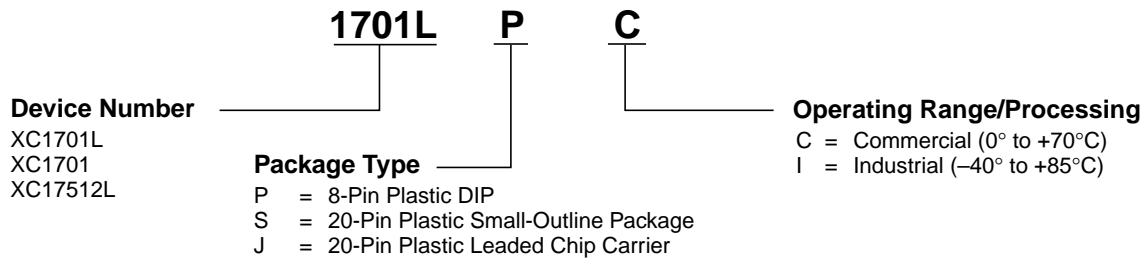 1701L P C
Device Number
XC1701L
XC1701
XC17512L
Package Type
P = 8-Pin Plastic DIP
S = 20-Pin Plastic Small-Outline Package
J = 20-Pin Plastic Leaded Chip Carrier
Operating Range/Processing
C = Commercial (0° to +70°C)
I = Industrial (–40° to +85°C)